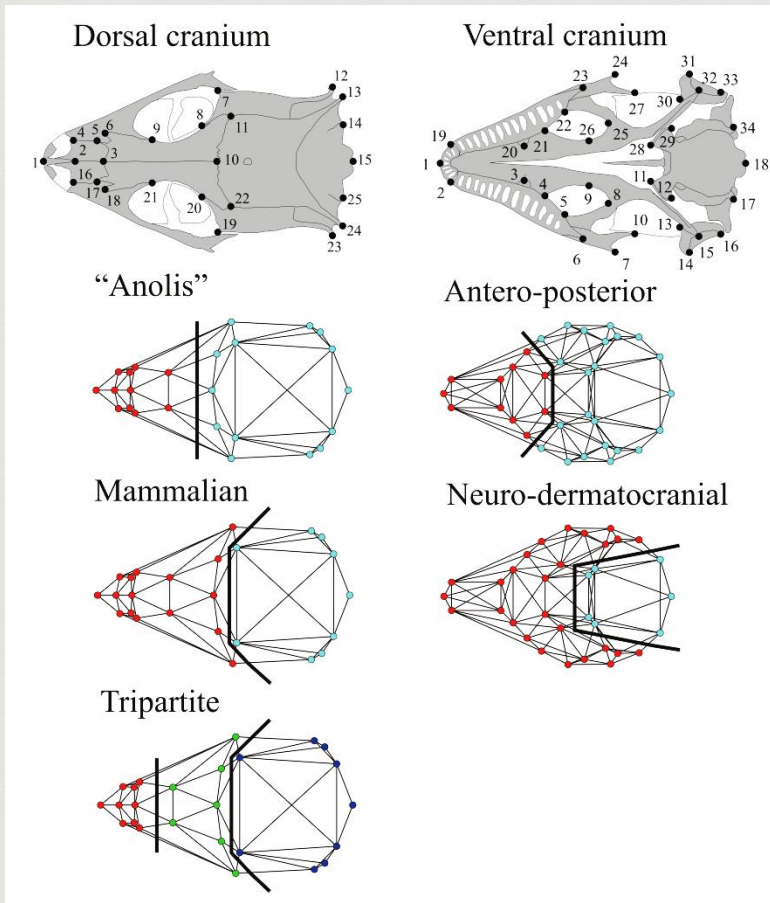 Dorsal cranium
12
7 13
4 5 6 9 8 11 14
2
1 3 10 15
16 17 18 21 20 22 25
19 24
23
Ventral cranium
24 31
23 32 33
27 30
22
19 20 21 26 25 28 29 34
1 18
2 3 4 9 8 11 12 17
5
6 10 13 16
7 14 15
“Anolis”
Antero-posterior
Mammalian
Neuro-dermatocranial
Tripartite